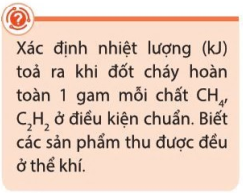 Xác định nhiệt lượng (kJ)
toả ra khi đốt cháy hoàn
toàn 1 gam mỗi chất CH₄,
C₂H₂ ở điều kiện chuẩn. Biết
các sản phẩm thu được đều
ở thể khí.